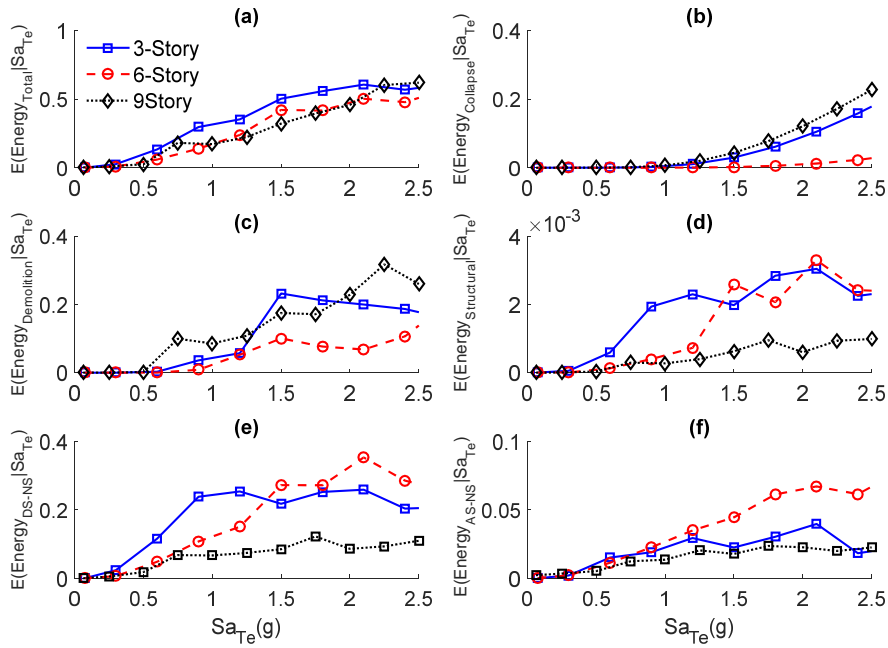 (a)
E(Energy_Total|Sa_Te)
1
0.5
0
3-Story
6-Story
9Story
0 0.5 1 1.5 2 2.5
(b)
E(Energy_Collapse|Sa_Te)
0.4
0.2
0
0 0.5 1 1.5 2 2.5
(c)
E(Energy_Demolition|Sa_Te)
0.4
0.2
0
0 0.5 1 1.5 2 2.5
(d)
×10^-3
E(Energy_Structural|Sa_Te)
4
2
0
0 0.5 1 1.5 2 2.5
(e)
E(Energy_DS-NS|Sa_Te)
0.4
0.2
0
0 0.5 1 1.5 2 2.5
Sa_Te(g)
(f)
E(Energy_AS-NS|Sa_Te)
0.1
0.05
0
0 0.5 1 1.5 2 2.5
Sa_Te(g)